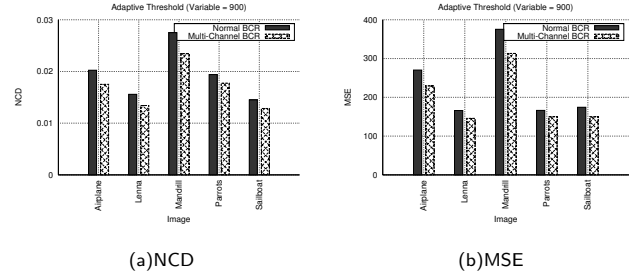 Adaptive Threshold (Variable = 900)
Normal BCR
Multi-Channel BCR
0.03
0.02
0.01
0
NCD
Airplane
Lenna
Mandrill
Parrots
Sailboat
Image
(a)NCD
Adaptive Threshold (Variable = 900)
Normal BCR
Multi-Channel BCR
400
300
200
100
0
MSE
Airplane
Lenna
Mandrill
Parrots
Sailboat
Image
(b)MSE